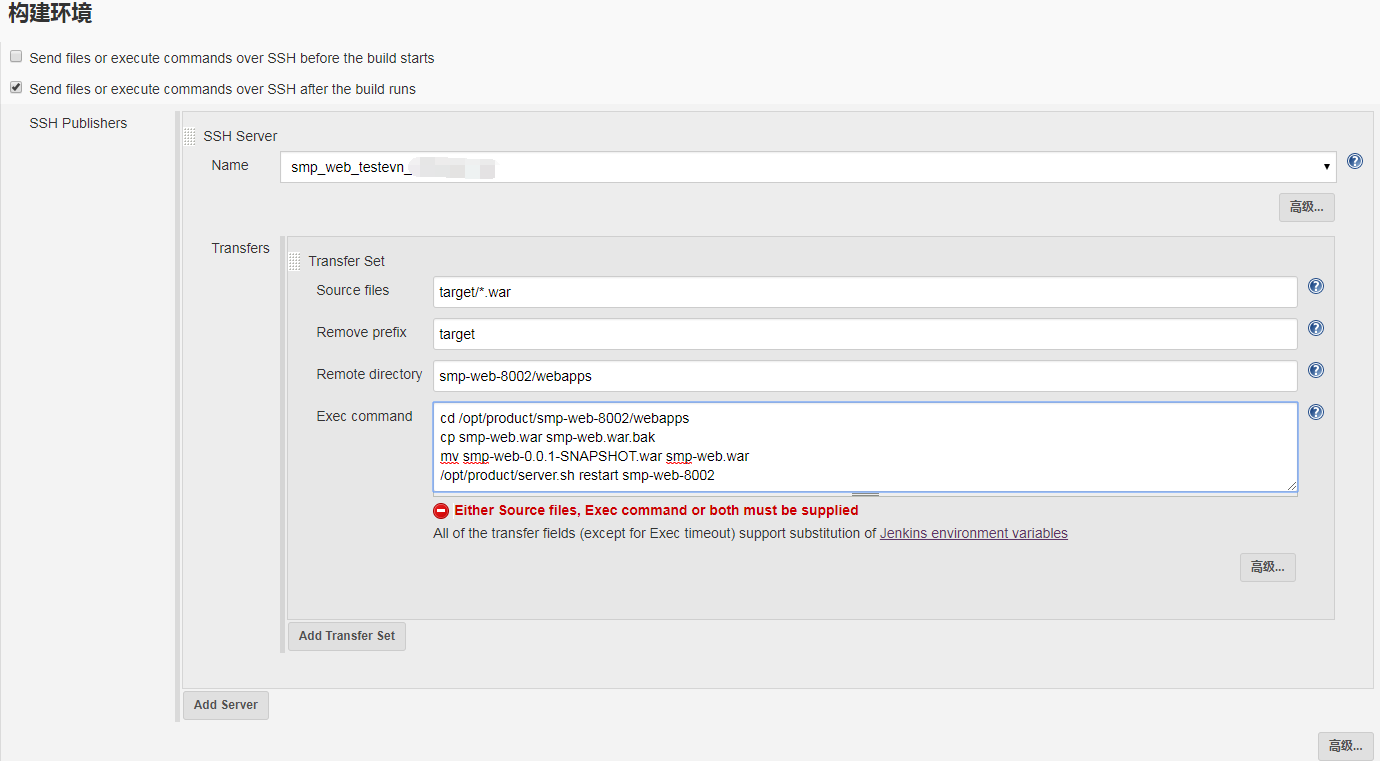 构建环境
Send files or execute commands over SSH before the build starts
Send files or execute commands over SSH after the build runs
SSH Publishers
SSH Server
Name
smp_web_testevn_
高级...
Transfers
Transfer Set
Source files
target/*.war
Remove prefix
target
Remote directory
smp-web-8002/webapps
Exec command
cd /opt/product/smp-web-8002/webapps
cp smp-web.war smp-web.war.bak
mv smp-web-0.0.1-SNAPSHOT.war smp-web.war
/opt/product/server.sh restart smp-web-8002
Either Source files, Exec command or both must be supplied
All of the transfer fields (except for Exec timeout) support substitution of Jenkins environment variables
高级...
Add Transfer Set
Add Server
高级...